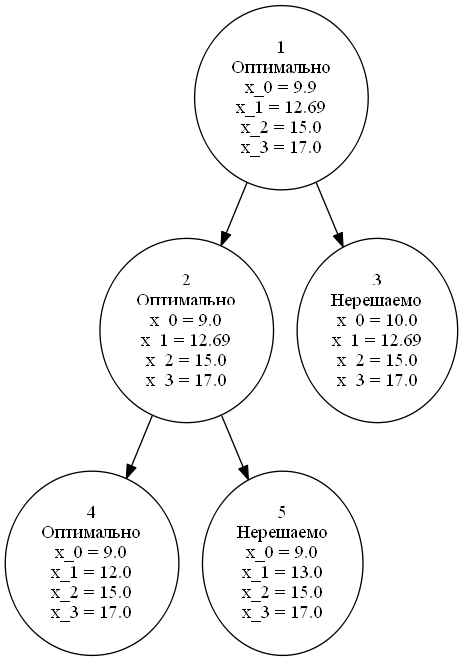 1
Оптимально
x_0 = 9.9
x_1 = 12.69
x_2 = 15.0
x_3 = 17.0
2
Оптимально
x_0 = 9.0
x_1 = 12.69
x_2 = 15.0
x_3 = 17.0
3
Нерешаемо
x_0 = 10.0
x_1 = 12.69
x_2 = 15.0
x_3 = 17.0
4
Оптимально
x_0 = 9.0
x_1 = 12.0
x_2 = 15.0
x_3 = 17.0
5
Нерешаемо
x_0 = 9.0
x_1 = 13.0
x_2 = 15.0
x_3 = 17.0